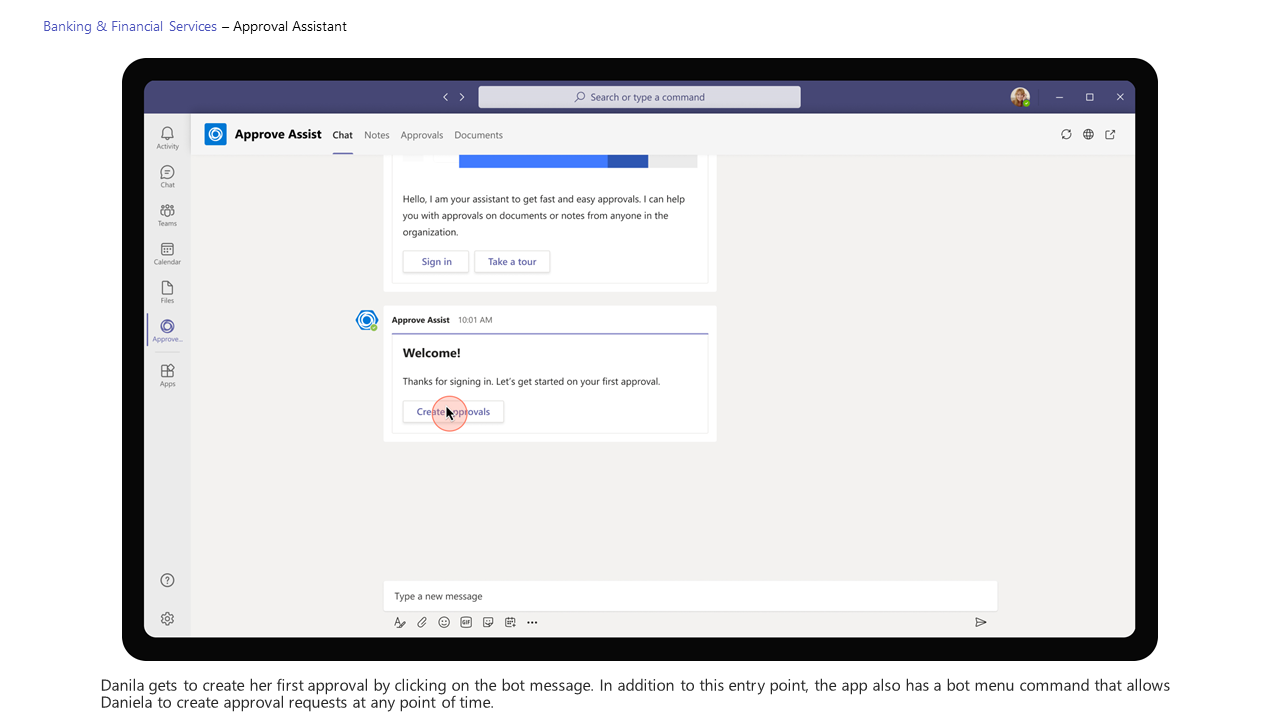 Banking & Financial Services – Approval Assistant
Search or type a command
Approve Assist Chat Notes Approvals Documents
Activity
Chat
Teams
Calendar
Files
Approve...
Apps
Hello, I am your assistant to get fast and easy approvals. I can help
you with approvals on documents or notes from anyone in the
organization.
Sign in Take a tour
Approve Assist 10:01 AM
Welcome!
Thanks for signing in. Let's get started on your first approval.
Create approvals
Type a new message
GIF
Danila gets to create her first approval by clicking on the bot message. In addition to this entry point, the app also has a bot menu command that allows
Daniela to create approval requests at any point of time.